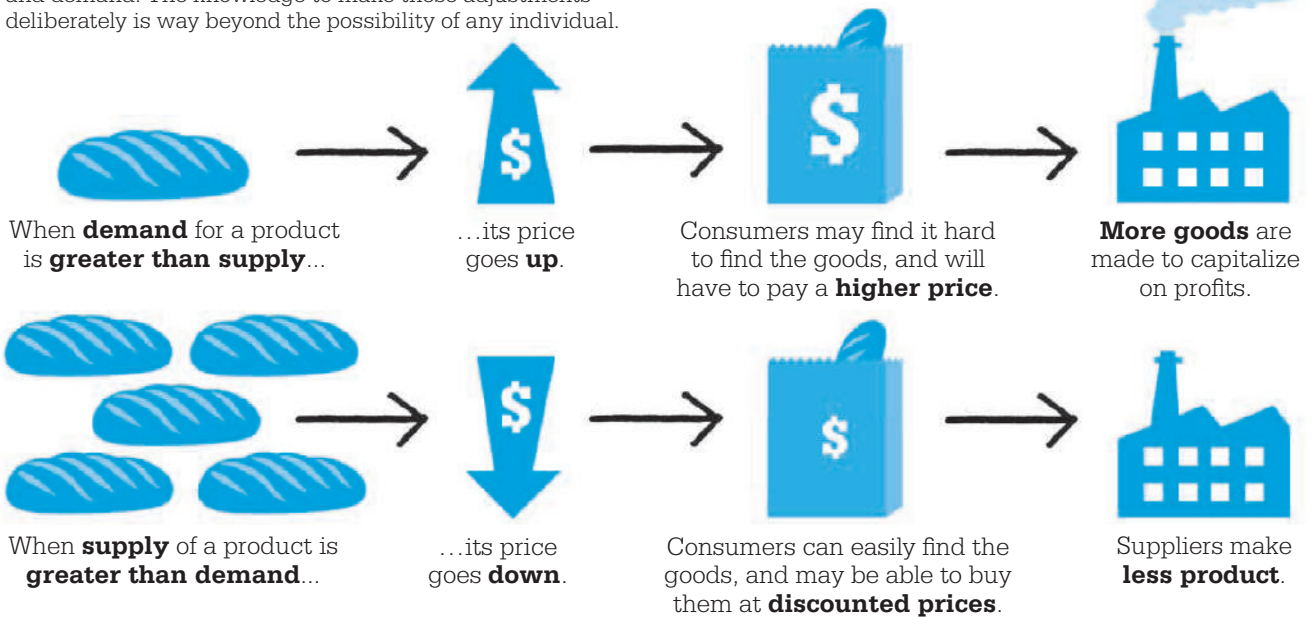 deliberately is way beyond the possibility of any individual.
$
$
When demand for a product
is greater than supply...
...its price
goes up.
Consumers may find it hard
to find the goods, and will
have to pay a higher price.
More goods are
made to capitalize
on profits.
$
$
When supply of a product is
greater than demand...
...its price
goes down.
Consumers can easily find the
goods, and may be able to buy
them at discounted prices.
Suppliers make
less product.